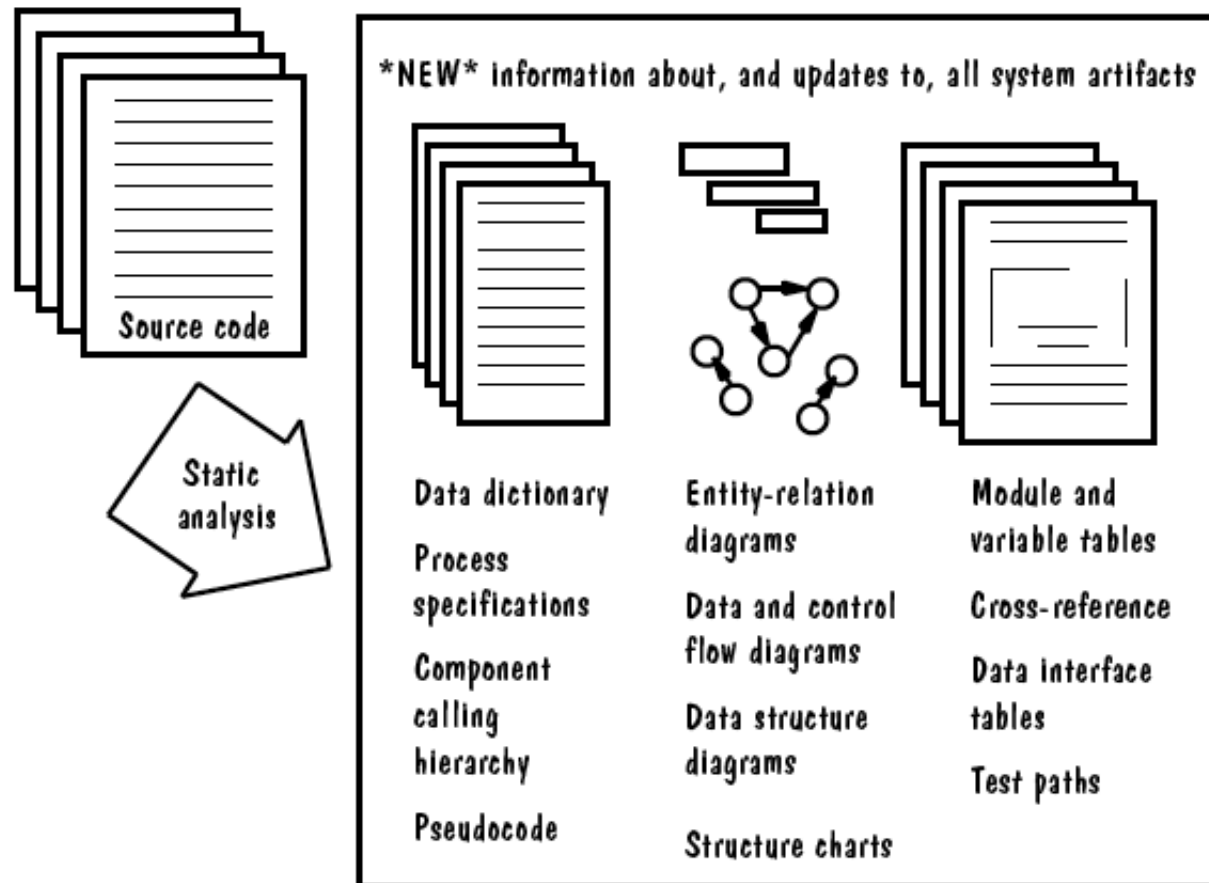 Source code
Static
analysis
*NEW* information about, and updates to, all system artifacts
Data dictionary
Process
specifications
Component
calling
hierarchy
Pseudocode
Entity-relation
diagrams
Data and control
flow diagrams
Data structure
diagrams
Structure charts
Module and
variable tables
Cross-reference
Data interface
tables
Test paths